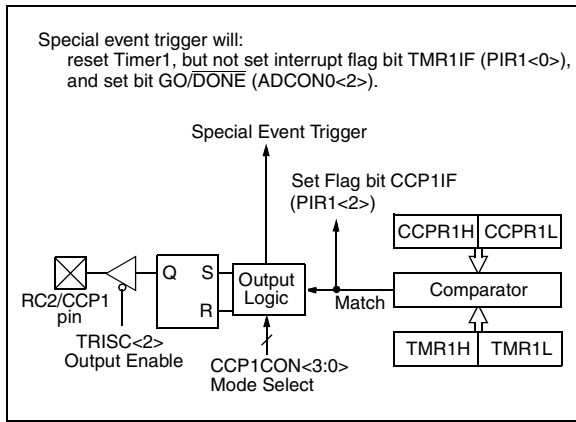 Special event trigger will:
reset Timer1, but not set interrupt flag bit TMR1IF (PIR1<0>),
and set bit GO/DONE (ADCON0<2>).
Special Event Trigger
Set Flag bit CCP1IF
(PIR1<2>)
CCPR1H CCPR1L
Q S
R
Output
Logic
Match
Comparator
RC2/CCP1
pin
TRISC<2>
Output Enable
CCP1CON<3:0>
Mode Select
TMR1H TMR1L